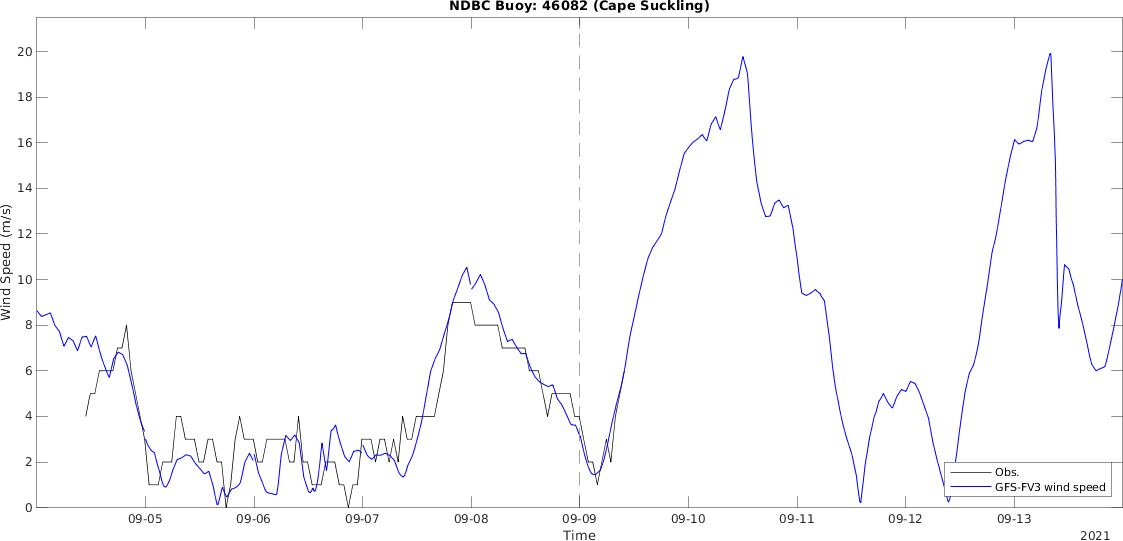 NDBC Buoy: 46082 (Cape Suckling)
20
18
16
14
12
10
8
6
4
2
0
Wind Speed (m/s)
Obs.
GFS-FV3 wind speed
09-05 09-06 09-07 09-08 09-09 09-10 09-11 09-12 09-13
Time
2021